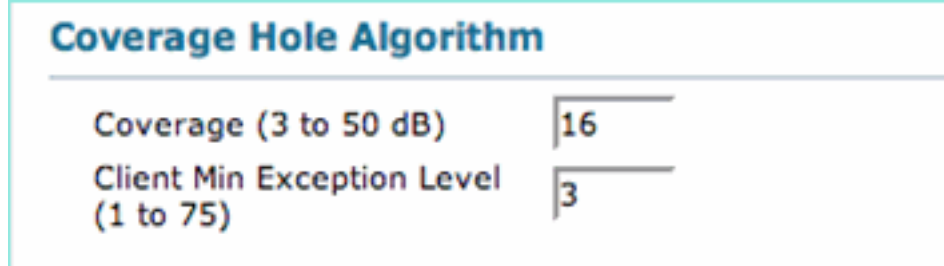 Coverage Hole Algorithm
Coverage (3 to 50 dB) 16
Client Min Exception Level
(1 to 75) 3